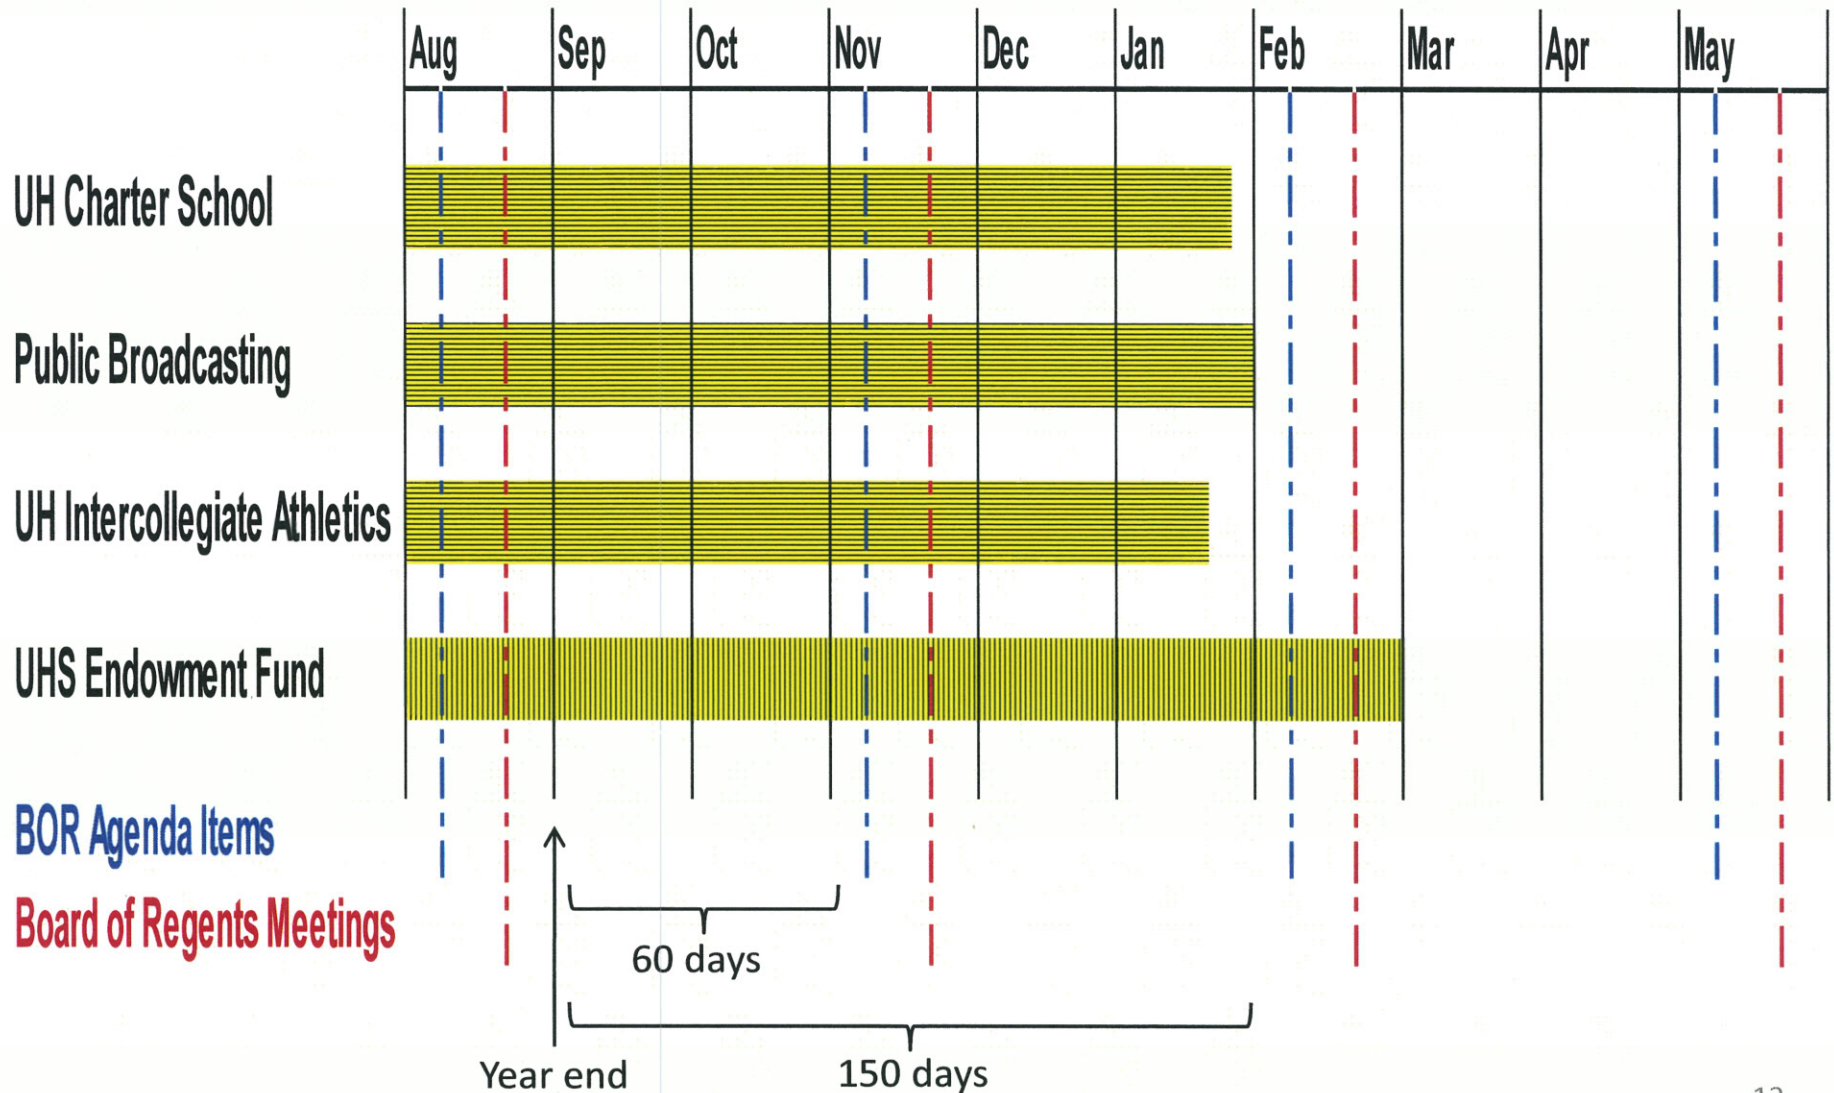 Aug Sep Oct Nov Dec Jan Feb Mar Apr May
UH Charter School
Public Broadcasting
UH Intercollegiate Athletics
UHS Endowment Fund
BOR Agenda Items
Board of Regents Meetings
60 days
Year end
150 days